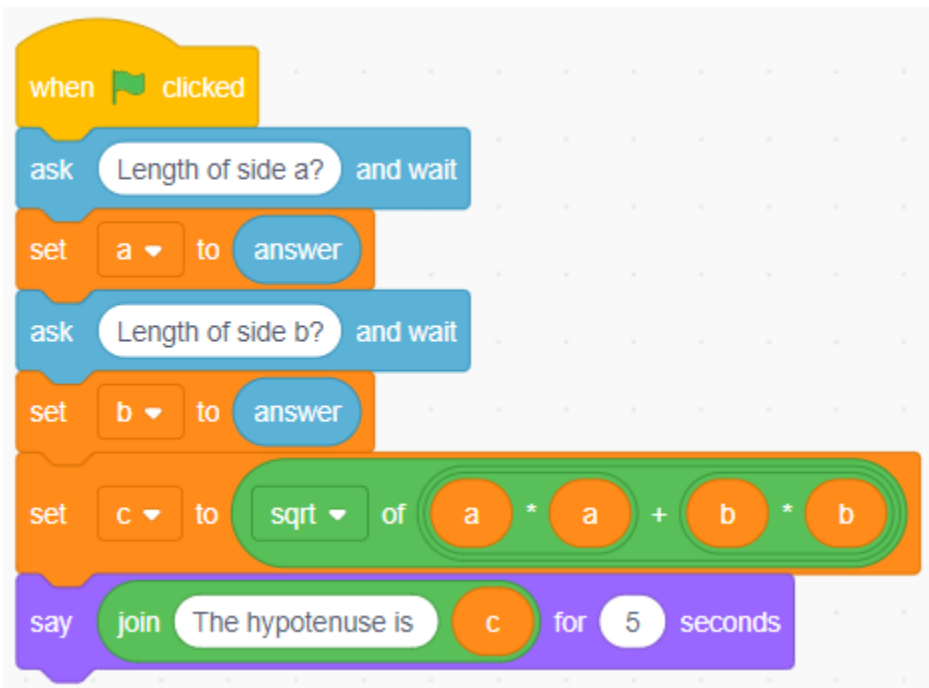 when clicked
ask Length of side a? and wait
set a to answer
ask Length of side b? and wait
set b to answer
set c to sqrt of a * a + b * b
say join The hypotenuse is c for 5 seconds